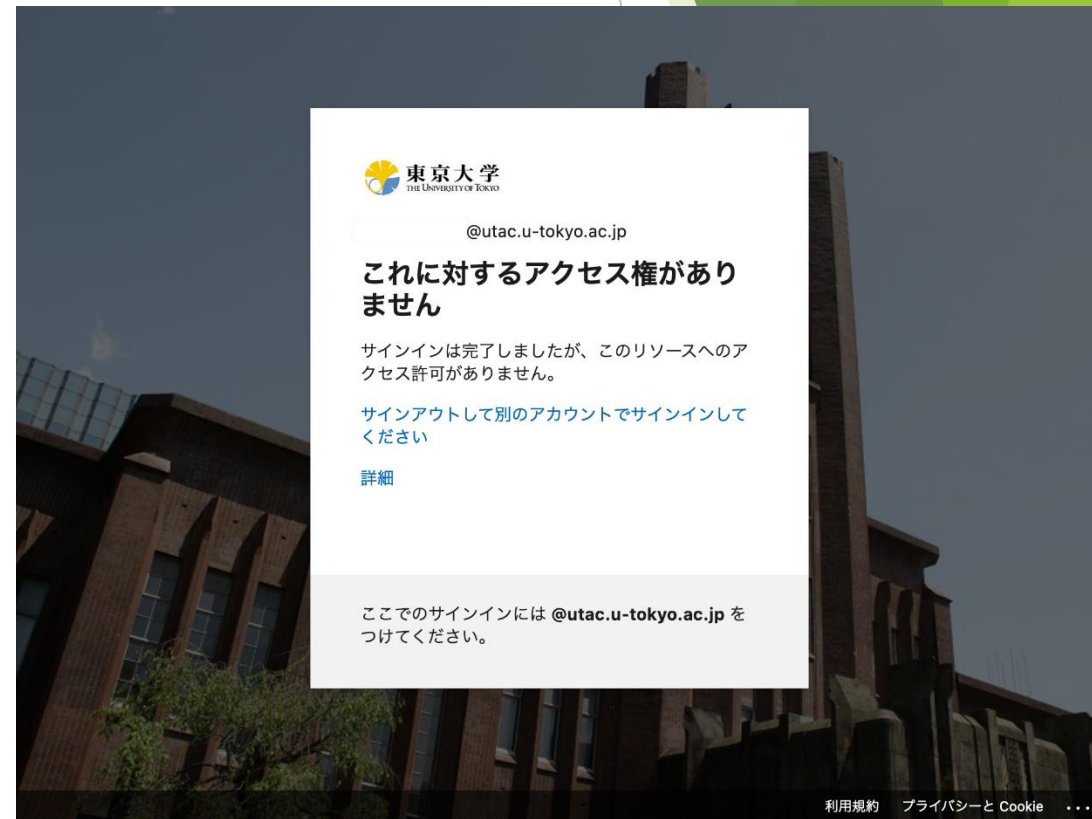 東京大学
THE UNIVERSITY OF TOKYO
@utac.u-tokyo.ac.jp
これに対するアクセス権があり
ません
サインインは完了しましたが、このリソースへのア
クセス許可がありません。
サインアウトして別のアカウントでサインインして
ください
詳細
ここでのサインインには @utac.u-tokyo.ac.jp を
つけてください。
利用規約 プライバシーと Cookie ...